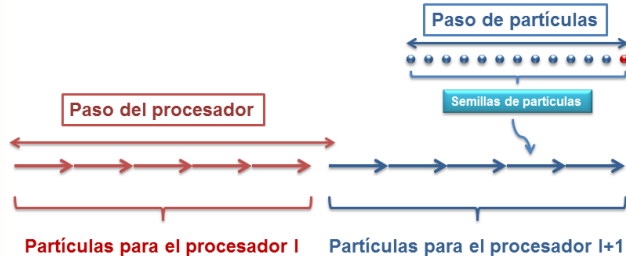 Paso de partículas
Semillas de partículas
Paso del procesador
Partículas para el procesador I
Partículas para el procesador I+1